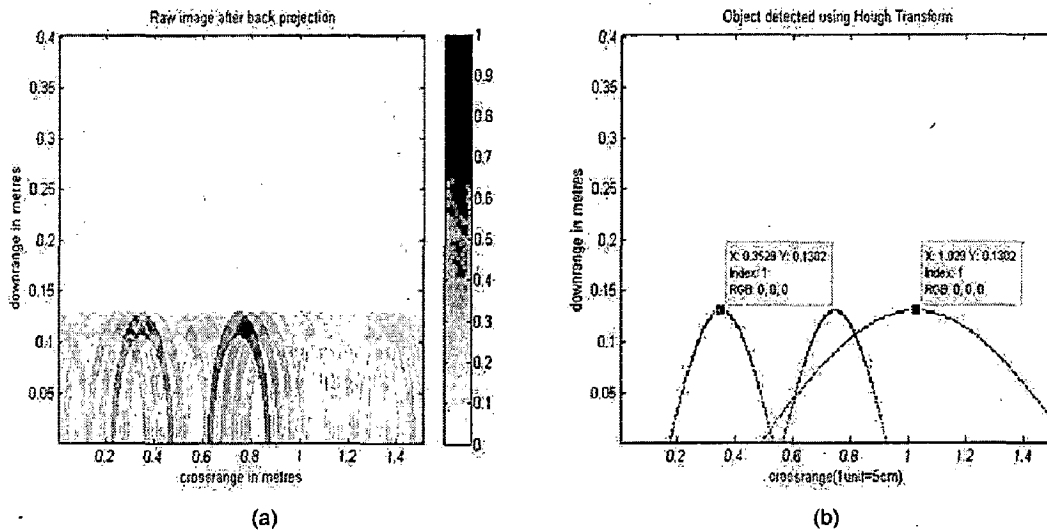 Raw image after back projection
0.4
0.35
0.3
0.25
0.2
0.15
0.1
0.05
downrange in metres
0.2 0.4 0.6 0.8 1 1.2 1.4
crossrange in metres
1
0.9
0.8
0.7
0.6
0.5
0.4
0.3
0.2
0.1
0
(a)
Object detected using Hough Transform
0.4
0.35
0.3
0.25
0.2
0.15
0.1
0.05
downrange in metres
X: 0.3529 Y: 0.1302
Index: 1
RGB: 0, 0, 0
X: 1.029 Y: 0.1302
Index: 1
RGB: 0, 0, 0
0.2 0.4 0.6 0.8 1 1.2 1.4
crossrange(1unit=5cm)
(b)